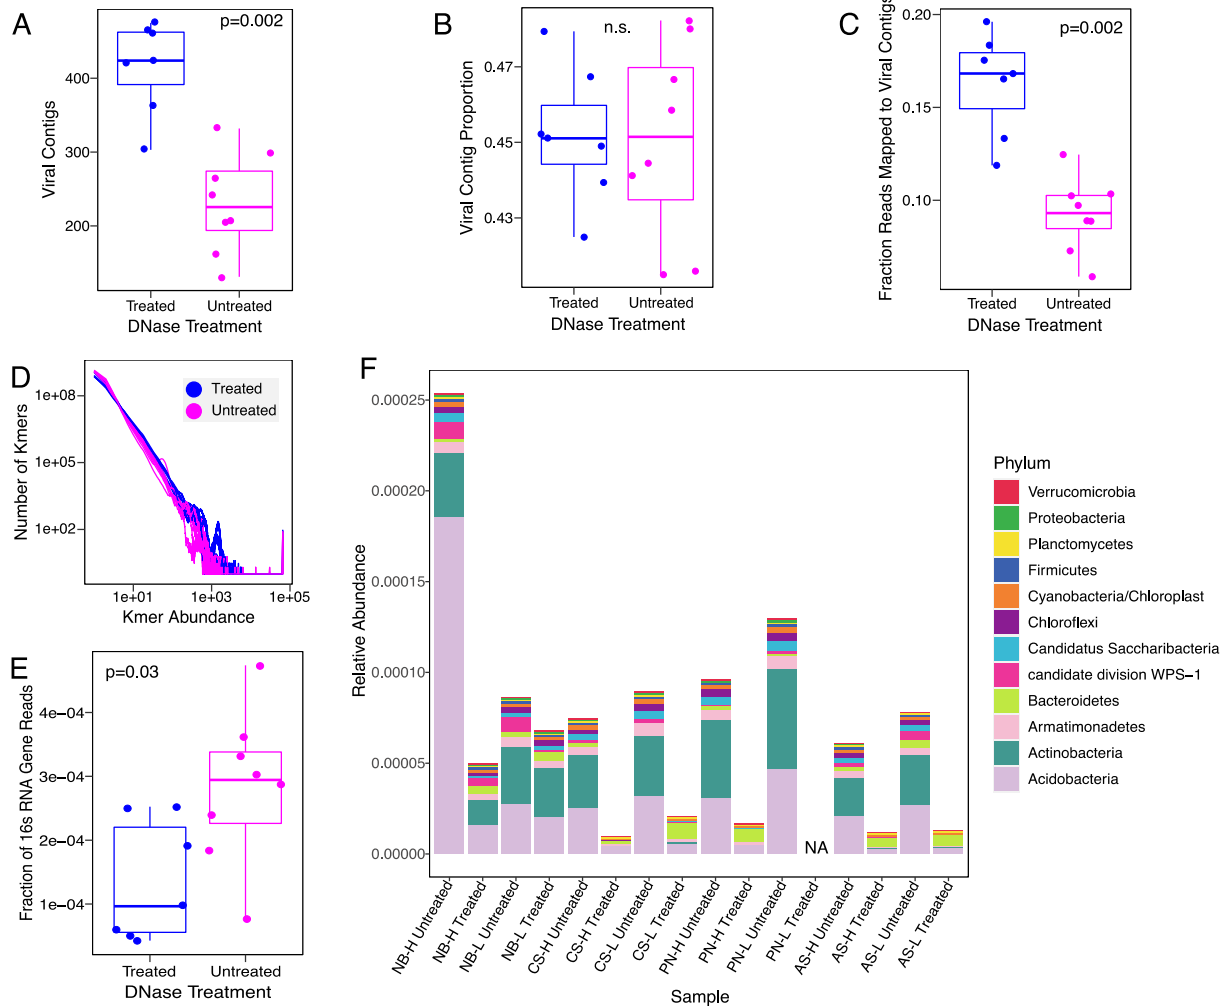 A
p=0.002
400
300
200
Viral Contigs
Treated
Untreated
DNase Treatment
B
n.s.
0.47
0.45
0.43
Viral Contig Proportion
Treated
Untreated
DNase Treatment
C
p=0.002
0.20
0.15
0.10
Fraction Reads Mapped to Viral Contigs
Treated
Untreated
DNase Treatment
D
Treated
Untreated
1e+08
1e+05
1e+02
Number of Kmers
1e+01
1e+03
1e+05
Kmer Abundance
E
p=0.03
4e−04
3e−04
2e−04
1e−04
Fraction of 16s RNA Gene Reads
Treated
Untreated
DNase Treatment
F
0.00025
0.00020
0.00015
0.00010
0.00005
0.00000
Relative Abundance
NA
NB-H Untreated
NB-H Treated
NB-L Untreated
NB-L Treated
CS-H Untreated
CS-H Treated
CS-L Untreated
CS-L Treated
PN-H Untreated
PN-H Treated
PN-L Untreated
PN-L Treated
AS-H Untreated
AS-H Treated
AS-L Untreated
AS-L Treaated
Sample
Phylum
Verrucomicrobia
Proteobacteria
Planctomycetes
Firmicutes
Cyanobacteria/Chloroplast
Chloroflexi
Candidatus Saccharibacteria
candidate division WPS−1
Bacteroidetes
Armatimonadetes
Actinobacteria
Acidobacteria